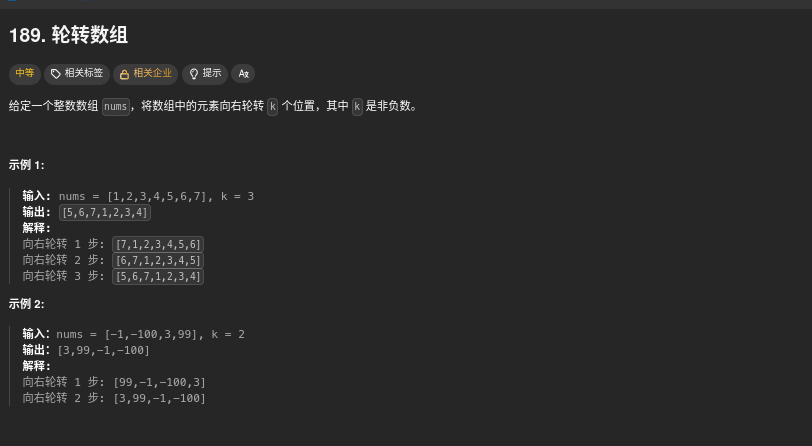 189. 轮转数组
中等 相关标签 相关企业 提示 Aあ
给定一个整数数组 nums，将数组中的元素向右轮转 k 个位置，其中 k 是非负数。
示例 1:
输入: nums = [1,2,3,4,5,6,7], k = 3
输出: [5,6,7,1,2,3,4]
解释:
向右轮转 1 步: [7,1,2,3,4,5,6]
向右轮转 2 步: [6,7,1,2,3,4,5]
向右轮转 3 步: [5,6,7,1,2,3,4]
示例 2:
输入：nums = [-1,-100,3,99], k = 2
输出：[3,99,-1,-100]
解释:
向右轮转 1 步: [99,-1,-100,3]
向右轮转 2 步: [3,99,-1,-100]